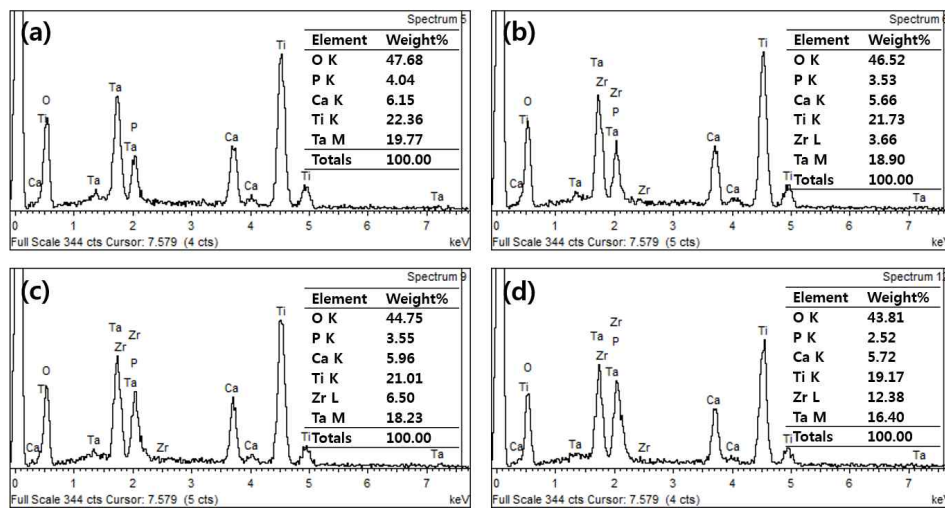 (a)
Spectrum 5
Element Weight%
O K 47.68
P K 4.04
Ca K 6.15
Ti K 22.36
Ta M 19.77
Totals 100.00
Ti
Ta
O
Ti
P
Ta
Ca
Ca
Ta
Ca
Ti
Ta
0 1 2 3 4 5 6 7
Full Scale 344 cts Cursor: 7.579 (4 cts) keV
(b)
Spectrum
Element Weight%
O K 46.52
P K 3.53
Ca K 5.66
Ti K 21.73
Zr L 3.66
Ta M 18.90
Totals 100.00
Ti
Ta
Zr
Zr
P
Ta
O
Ti
Ca
Ca
Ta
Zr
Ca
Ti
Ta
0 1 2 3 4 5 6 7
Full Scale 344 cts Cursor: 7.579 (5 cts) keV
(c)
Spectrum 9
Element Weight%
O K 44.75
P K 3.55
Ca K 5.96
Ti K 21.01
Zr L 6.50
Ta M 18.23
Totals 100.00
Ti
Ta Zr
Zr
P
Ta
O
Ti
Ca
Ca
Ta
Zr
Ca
Ti
Ta
0 1 2 3 4 5 6 7
Full Scale 344 cts Cursor: 7.579 (5 cts) keV
(d)
Spectrum 12
Element Weight%
O K 43.81
P K 2.52
Ca K 5.72
Ti K 19.17
Zr L 12.38
Ta M 16.40
Totals 100.00
Ti
Zr
Ta P
Zr Ta
O
Ti
Ca
Ca
Ta
Zr
Ca
Ti
Ta
0 1 2 3 4 5 6 7
Full Scale 344 cts Cursor: 7.579 (4 cts) keV